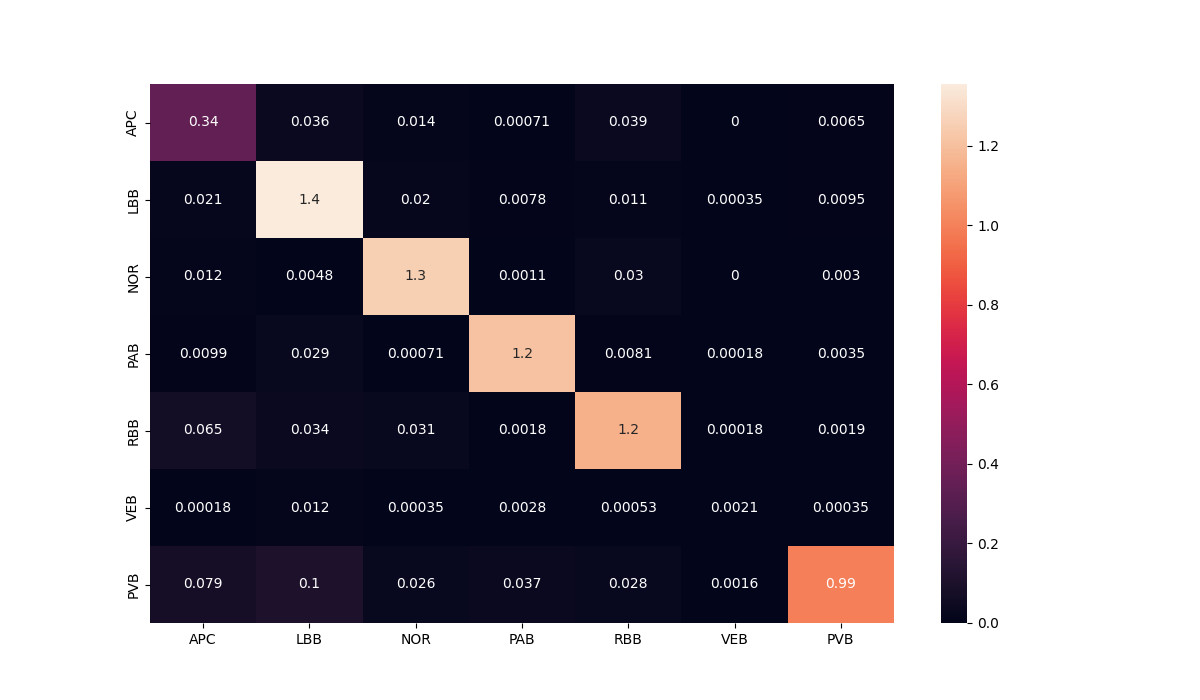 APC 0.34 0.036 0.014 0.00071 0.039 0 0.0065
LBB 0.021 1.4 0.02 0.0078 0.011 0.00035 0.0095
NOR 0.012 0.0048 1.3 0.0011 0.03 0 0.003
PAB 0.0099 0.029 0.00071 1.2 0.0081 0.00018 0.0035
RBB 0.065 0.034 0.031 0.0018 1.2 0.00018 0.0019
VEB 0.00018 0.012 0.00035 0.0028 0.00053 0.0021 0.00035
PVB 0.079 0.1 0.026 0.037 0.028 0.0016 0.99
APC LBB NOR PAB RBB VEB PVB
1.2
1.0
0.8
0.6
0.4
0.2
0.0